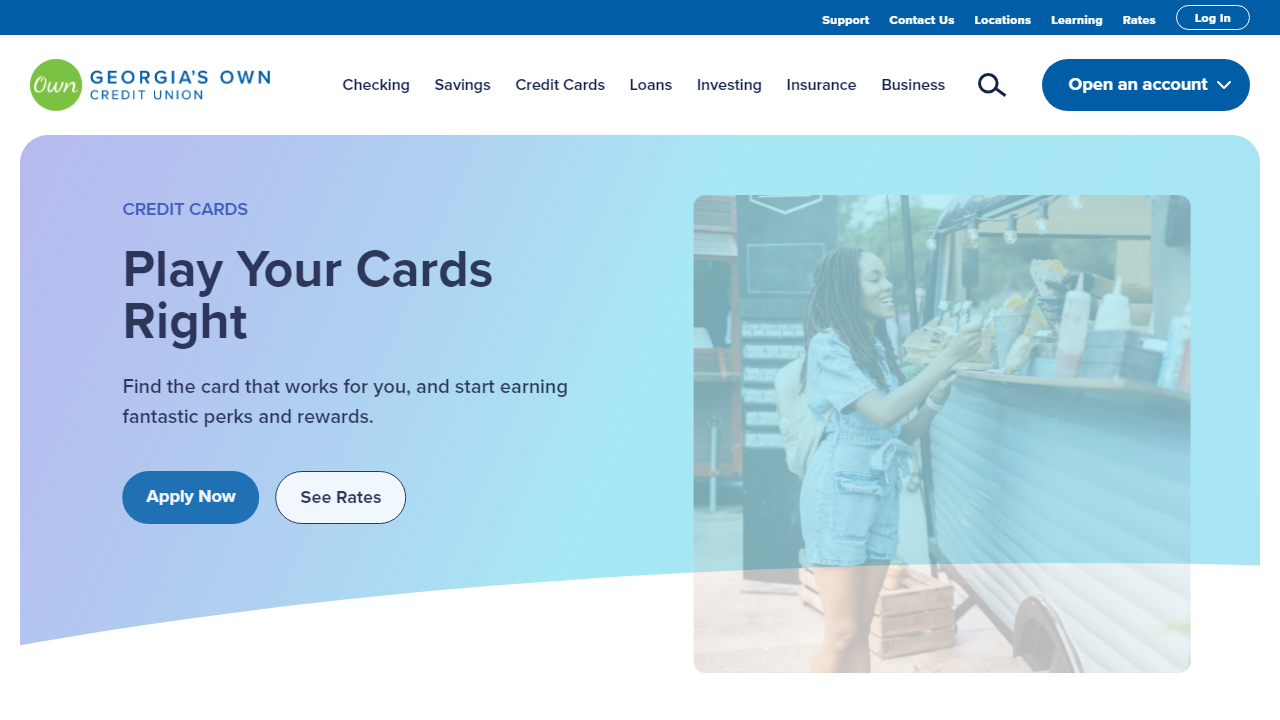 Support Contact Us Locations Learning Rates Log In
Own GEORGIA'S OWN
CREDIT UNION
Checking Savings Credit Cards Loans Investing Insurance Business Open an account
CREDIT CARDS
Play Your Cards
Right
Find the card that works for you, and start earning
fantastic perks and rewards.
Apply Now See Rates